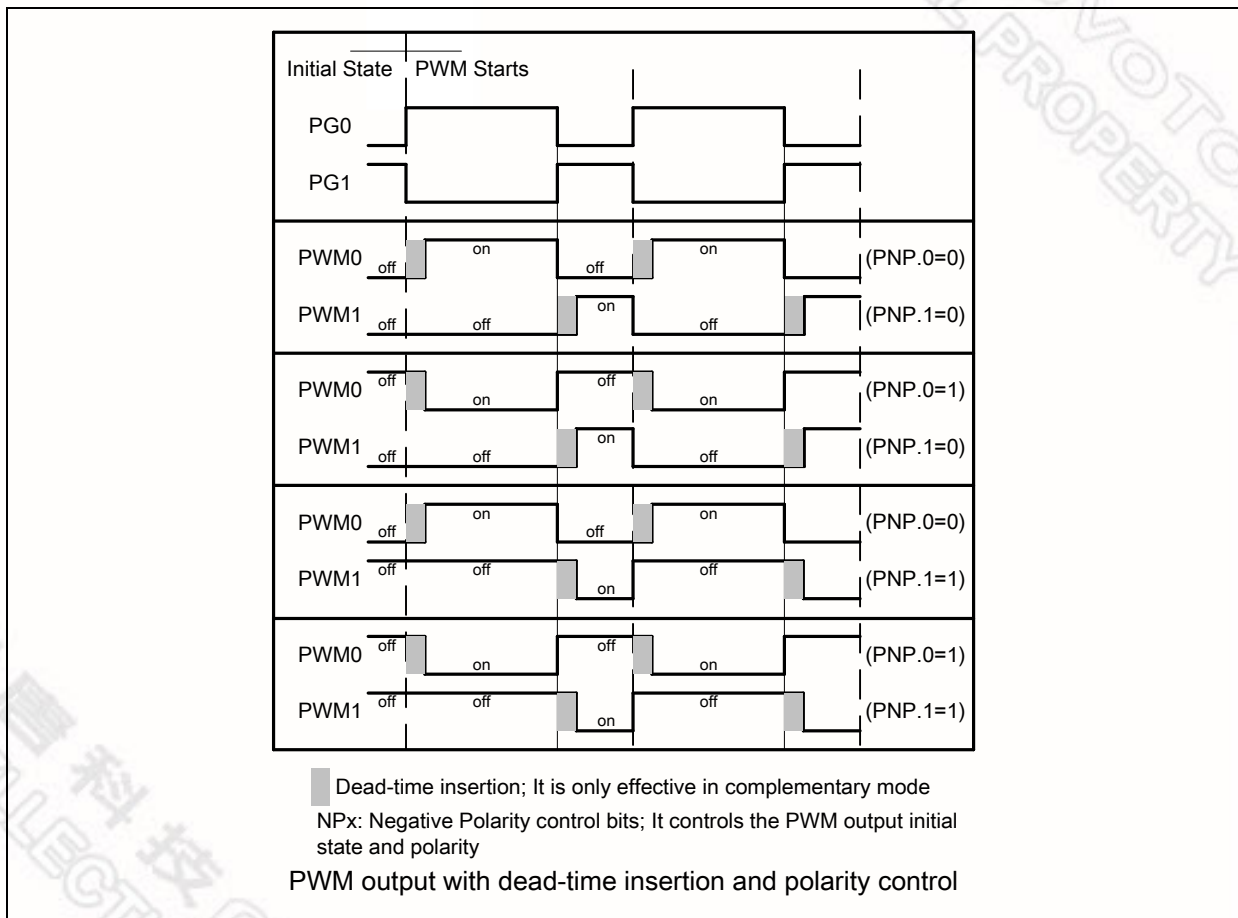 NUVOTON
PROPERTY
Initial State PWM Starts
PG0
PG1
PWM0 off on off on (PNP.0=0)
PWM1 off off on off (PNP.1=0)
PWM0 off on off on (PNP.0=1)
PWM1 off off on off (PNP.1=0)
PWM0 off on off on (PNP.0=0)
PWM1 off off on off (PNP.1=1)
PWM0 off on off on (PNP.0=1)
PWM1 off off on off (PNP.1=1)
Dead-time insertion; It is only effective in complementary mode
NPx: Negative Polarity control bits; It controls the PWM output initial
state and polarity
PWM output with dead-time insertion and polarity control